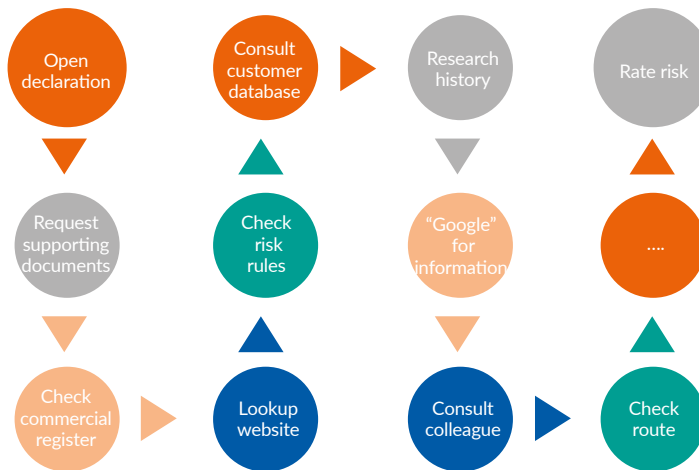 Open
declaration
Request
supporting
documents
Check
commercial
register
Lookup
website
Check
risk
rules
Consult
customer
database
Research
history
“Google” for
information
Consult
colleague
Check
route
....
Rate risk